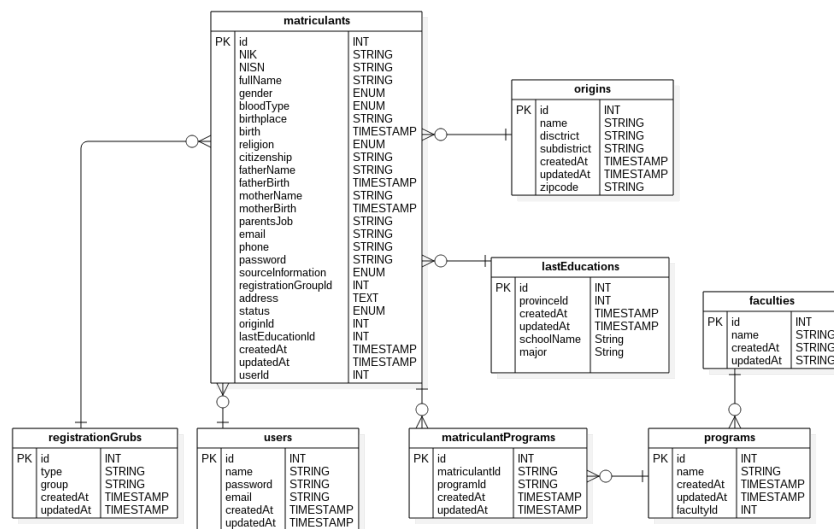 matriculants
PK id INT
NIK STRING
NISN STRING
fullName STRING
gender ENUM
bloodType ENUM
birthplace STRING
birth TIMESTAMP
religion ENUM
citizenship STRING
fatherName STRING
fatherBirth TIMESTAMP
motherName STRING
motherBirth TIMESTAMP
parentsJob STRING
email STRING
phone STRING
password STRING
sourceInformation ENUM
registrationGroupId INT
address TEXT
status ENUM
originId INT
lastEducationId INT
createdAt TIMESTAMP
updatedAt TIMESTAMP
userId INT
origins
PK id INT
name STRING
disctrict STRING
subdistrict STRING
createdAt TIMESTAMP
updatedAt TIMESTAMP
zipcode STRING
lastEducations
PK id INT
provinceId INT
createdAt TIMESTAMP
updatedAt TIMESTAMP
schoolName String
major String
faculties
PK id INT
name STRING
createdAt STRING
updatedAt STRING
registrationGrubs
PK id INT
type STRING
group STRING
createdAt TIMESTAMP
updatedAt TIMESTAMP
users
PK id INT
name STRING
password STRING
email STRING
createdAt TIMESTAMP
updatedAt TIMESTAMP
matriculantPrograms
PK id INT
matriculantId STRING
programId STRING
createdAt TIMESTAMP
updatedAt TIMESTAMP
programs
PK id INT
name STRING
createdAt TIMESTAMP
updatedAt TIMESTAMP
facultyId INT